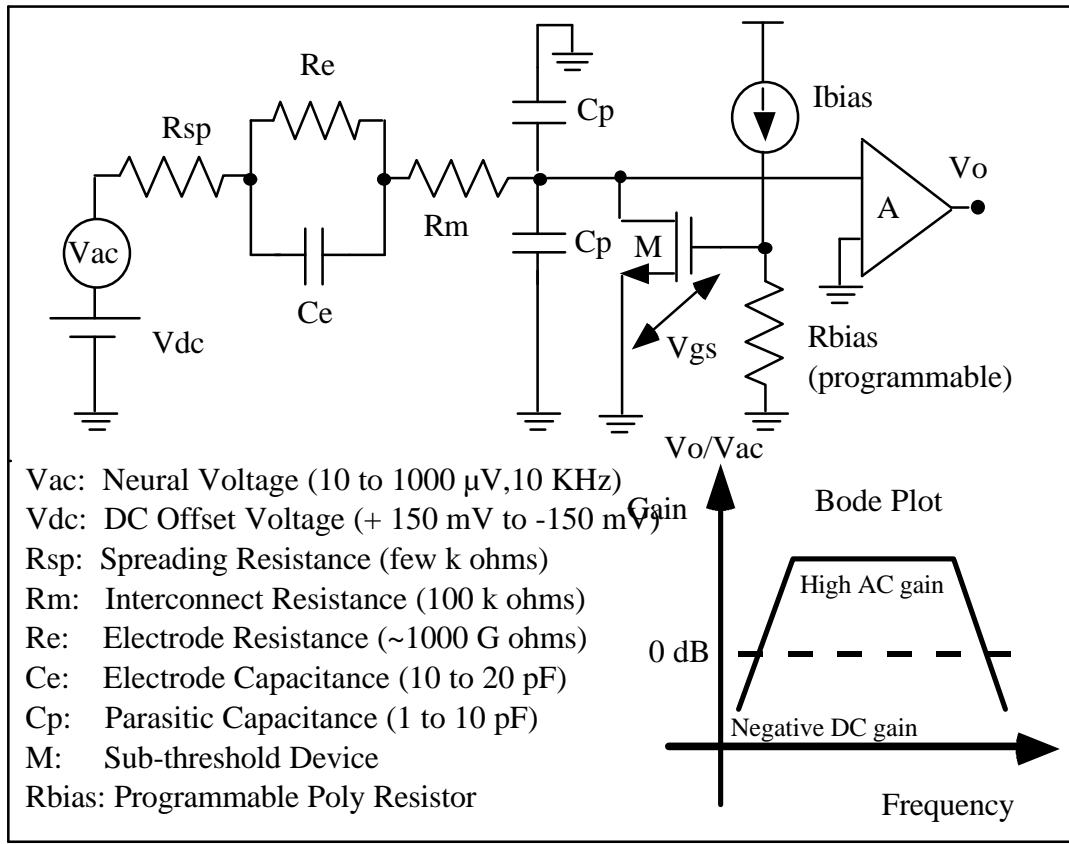 Re
Rsp
Cp
Ibias
Vo
A
Rm
Vac
Cp
M
Ce
Vdc
Vgs
Rbias
(programmable)
Vo/Vac
Gain
Bode Plot
High AC gain
0 dB
Negative DC gain
Frequency
Vac: Neural Voltage (10 to 1000 µV,10 KHz)
Vdc: DC Offset Voltage (+ 150 mV to -150 mV)
Rsp: Spreading Resistance (few k ohms)
Rm: Interconnect Resistance (100 k ohms)
Re: Electrode Resistance (~1000 G ohms)
Ce: Electrode Capacitance (10 to 20 pF)
Cp: Parasitic Capacitance (1 to 10 pF)
M: Sub-threshold Device
Rbias: Programmable Poly Resistor